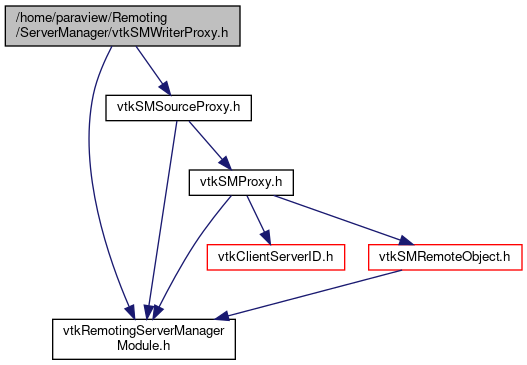 /home/paraview/Remoting
/ServerManager/vtkSMWriterProxy.h
vtkSMSourceProxy.h
vtkSMProxy.h
vtkClientServerID.h
vtkSMRemoteObject.h
vtkRemotingServerManager
Module.h